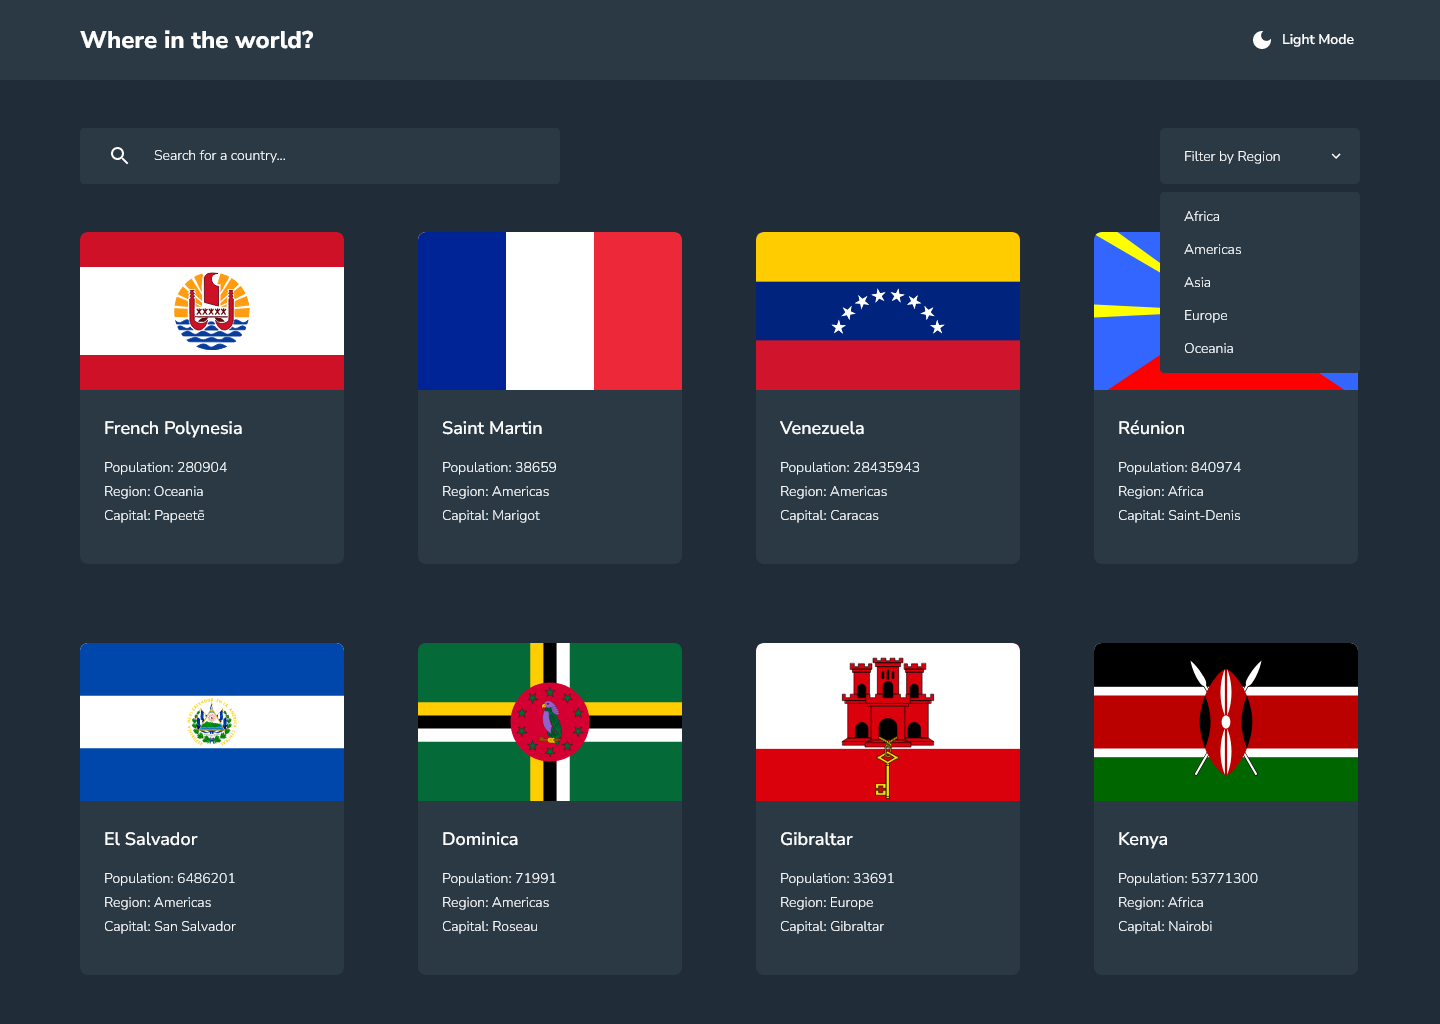 Where in the world?
Light Mode
Search for a country...
Filter by Region
Africa
Americas
Asia
Europe
Oceania
French Polynesia
Population: 280904
Region: Oceania
Capital: Papeetē
Saint Martin
Population: 38659
Region: Americas
Capital: Marigot
Venezuela
Population: 28435943
Region: Americas
Capital: Caracas
Réunion
Population: 840974
Region: Africa
Capital: Saint-Denis
El Salvador
Population: 6486201
Region: Americas
Capital: San Salvador
Dominica
Population: 71991
Region: Americas
Capital: Roseau
Gibraltar
Population: 33691
Region: Europe
Capital: Gibraltar
Kenya
Population: 53771300
Region: Africa
Capital: Nairobi